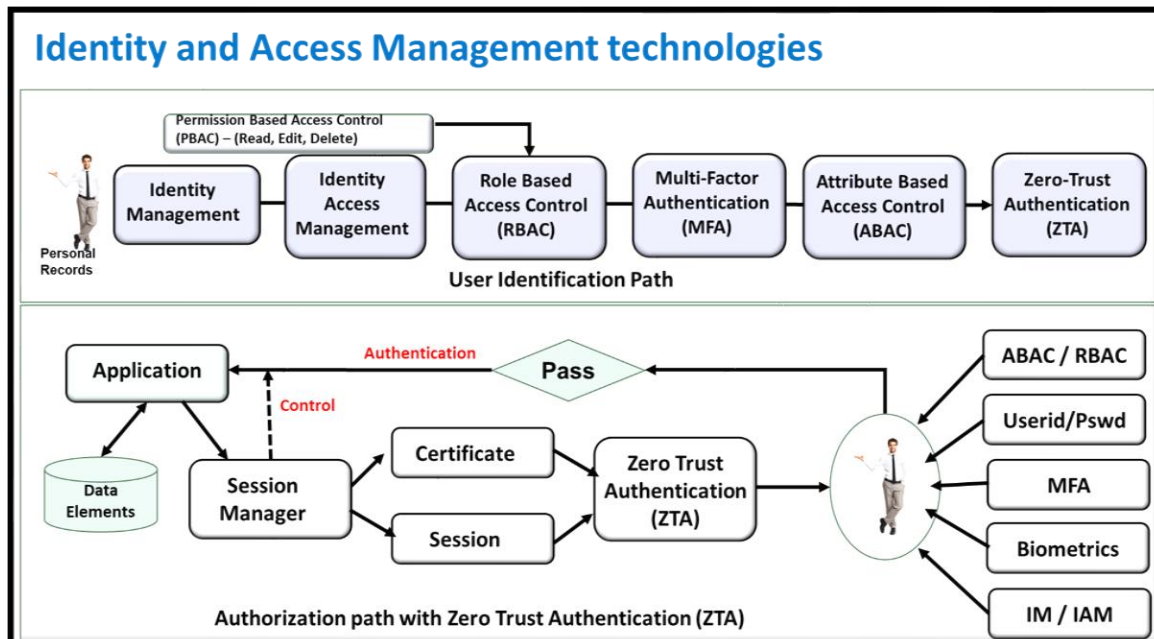 Identity and Access Management technologies
Permission Based Access Control
(PBAC) – (Read, Edit, Delete)
Personal
Records
Identity
Management
Identity
Access
Management
Role Based
Access Control
(RBAC)
Multi-Factor
Authentication
(MFA)
Attribute Based
Access Control
(ABAC)
Zero-Trust
Authentication
(ZTA)
User Identification Path
Application
Authentication
Pass
Control
Data
Elements
Session
Manager
Certificate
Session
Zero Trust
Authentication
(ZTA)
ABAC / RBAC
Userid/Pswd
MFA
Biometrics
IM / IAM
Authorization path with Zero Trust Authentication (ZTA)